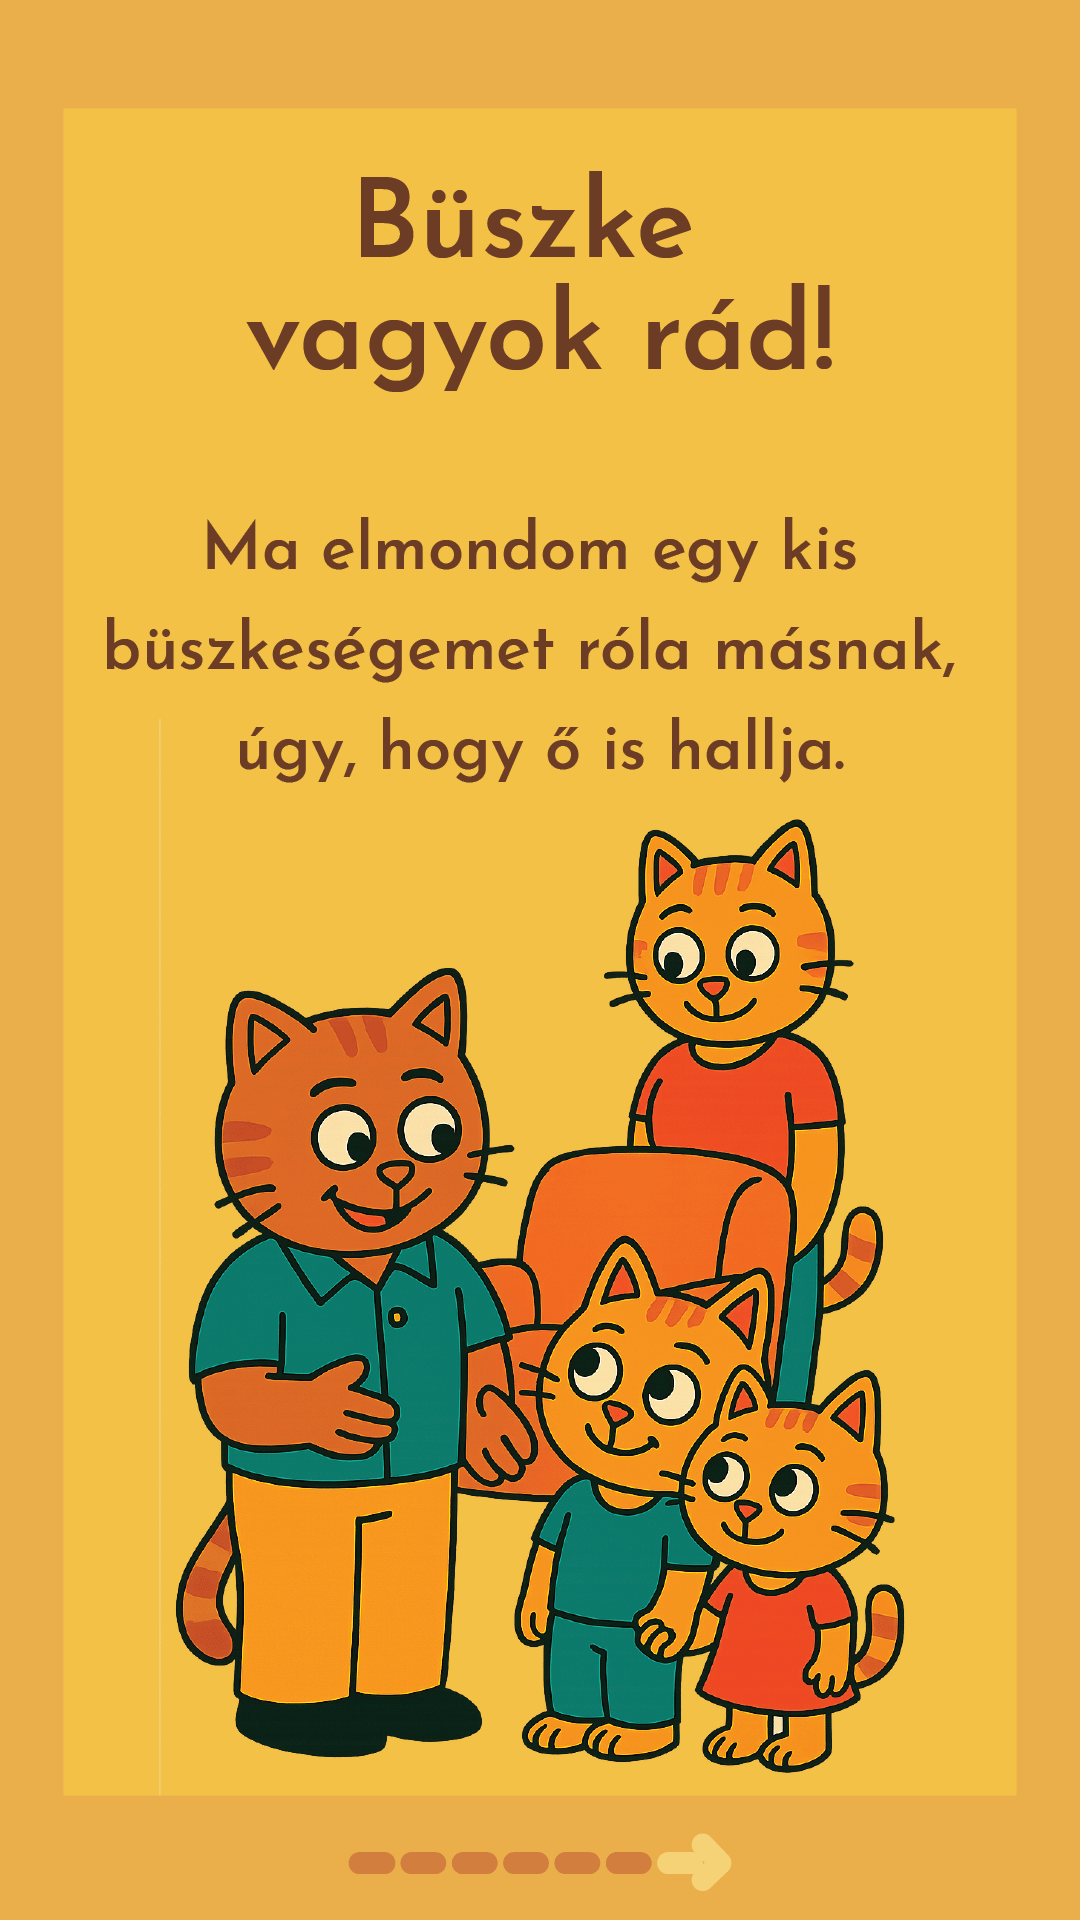 Büszke
vagyok rád!
Ma elmondom egy kis
büszkeségemet róla másnak,
úgy, hogy ő is hallja.